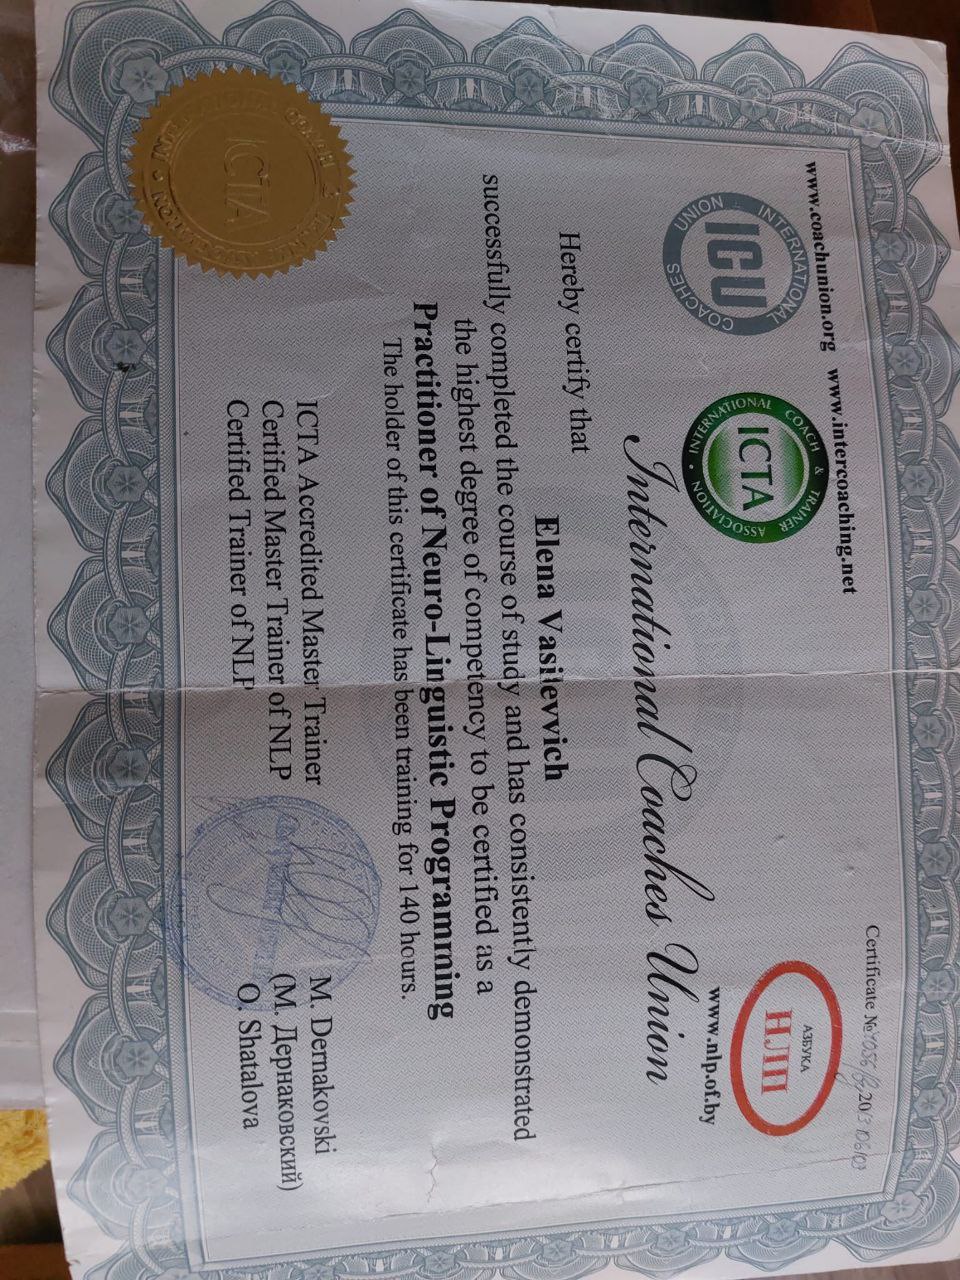 Certificate №
www.coachunion.org www.intercoaching.net
INTERNATIONAL COACHES UNION
ICU
INTERNATIONAL COACH & TRAINER ASSOCIATION
ICTA
АЗБУКА
НЛП
www.nlp.of.by
International Coaches Union
Hereby certify that
Elena Vasilevvich
successfully completed the course of study and has consistently demonstrated
the highest degree of competency to be certified as a
Practitioner of Neuro-Linguistic Programming
The holder of this certificate has been training for 140 hours.
ICTA Accredited Master Trainer
Certified Master Trainer of NLP
Certified Trainer of NLP
M. Dernakovski
(М. Дернаковский)
O. Shatalova
ICTA